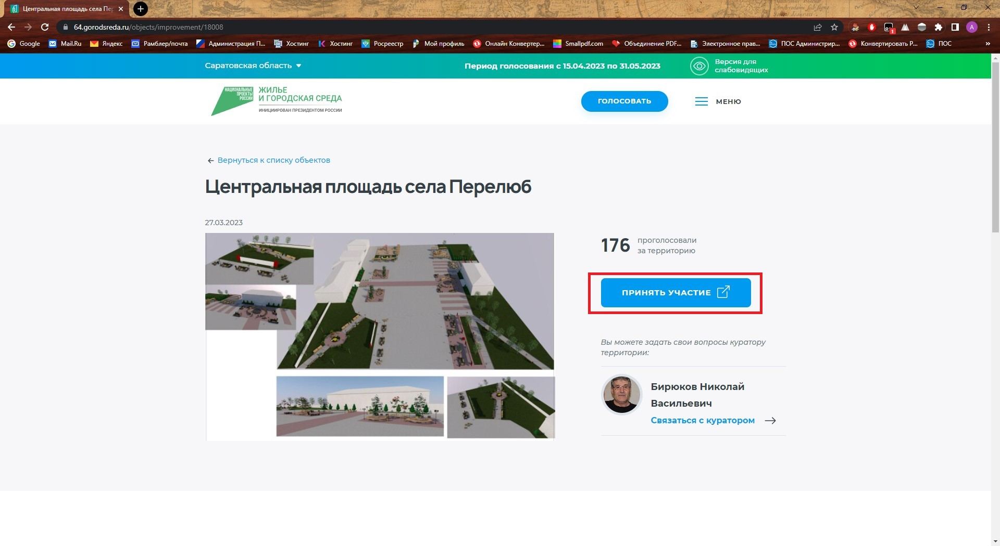 Центральная площадь села Пер
64.gorodsreda.ru/objects/improvement/18008
1
A
Google
Mail.Ru
Яндекс
Рамблер/почта
Администрация П...
Хостинг
Хостинг
Росреестр
Мой профиль
Онлайн Конвертер...
Smallpdf.com
Объединение PDF...
Электронное прав...
ПОС Администрир...
Конвертировать P...
ПОС
»
Саратовская область
Период голосования с 15.04.2023 по 31.05.2023
Версия для
слабовидящих
НАЦИОНАЛЬНЫЕ
ПРОЕКТЫ
РОССИИ
ЖИЛЬЕ
И ГОРОДСКАЯ СРЕДА
ИНИЦИИРОВАН ПРЕЗИДЕНТОМ РОССИИ
ГОЛОСОВАТЬ
МЕНЮ
← Вернуться к списку объектов
Центральная площадь села Перелюб
27.03.2023
176
проголосовали
за территорию
ПРИНЯТЬ УЧАСТИЕ
Вы можете задать свои вопросы куратору
территории:
Бирюков Николай
Васильевич
Связаться с куратором →